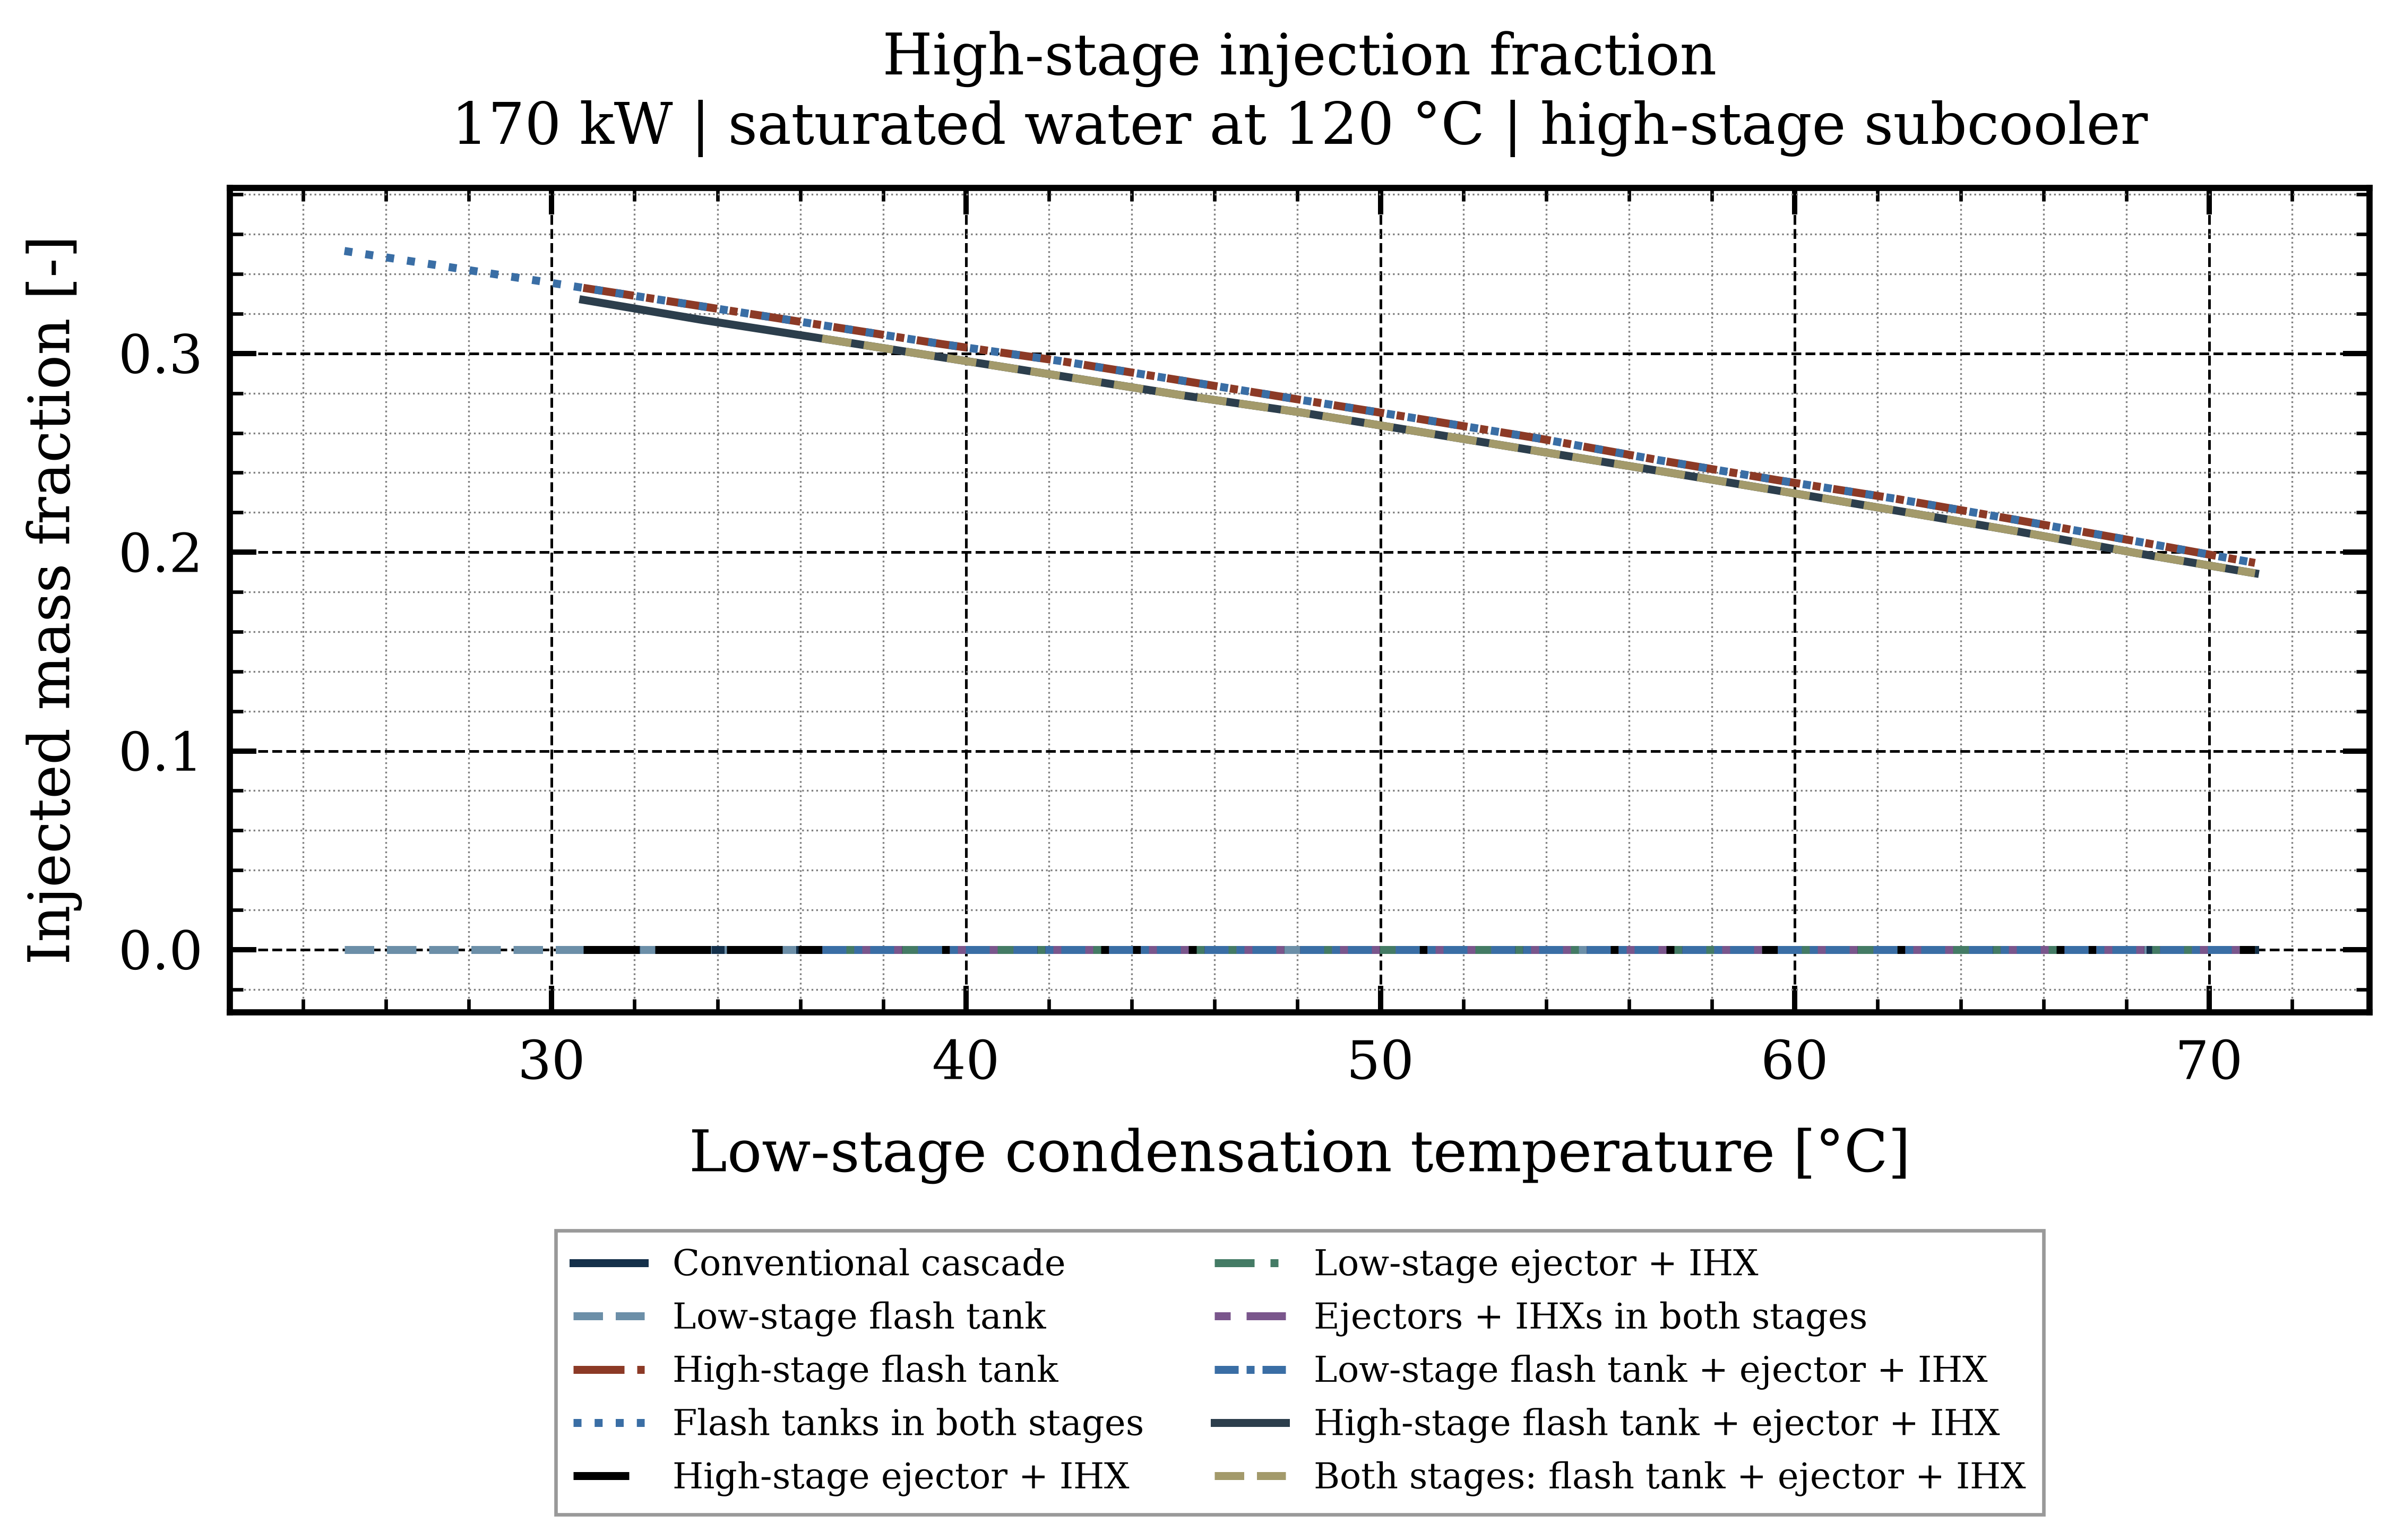 High-stage injection fraction
170 kW | saturated water at 120 °C | high-stage subcooler
Injected mass fraction [-]
0.3
0.2
0.1
0.0
30 40 50 60 70
Low-stage condensation temperature [°C]
Conventional cascade
Low-stage flash tank
High-stage flash tank
Flash tanks in both stages
High-stage ejector + IHX
Low-stage ejector + IHX
Ejectors + IHXs in both stages
Low-stage flash tank + ejector + IHX
High-stage flash tank + ejector + IHX
Both stages: flash tank + ejector + IHX